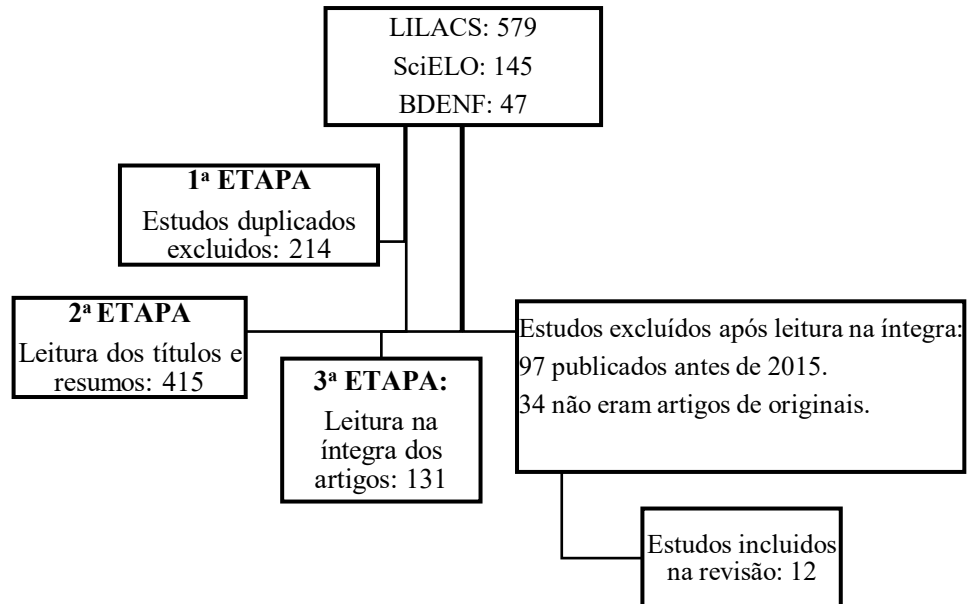 LILACS: 579
SciELO: 145
BDENF: 47
1ª ETAPA
Estudos duplicados
excluidos: 214
2ª ETAPA
Leitura dos títulos e
resumos: 415
3ª ETAPA:
Leitura na
íntegra dos
artigos: 131
Estudos excluídos após leitura na íntegra:
97 publicados antes de 2015.
34 não eram artigos de originais.
Estudos incluidos
na revisão: 12